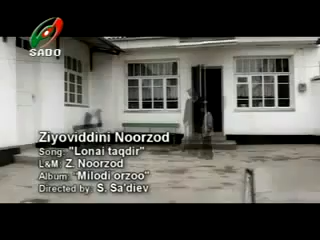 SADO
Ziyoviddini Noorzod
Song: "Lonai taqdir"
L&M: Z. Noorzod
Album: "Milodi orzoo"
Directed by: S. Sa'diev